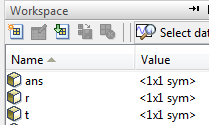 Workspace
Select dat
Name Value
ans <1x1 sym>
r <1x1 sym>
t <1x1 sym>